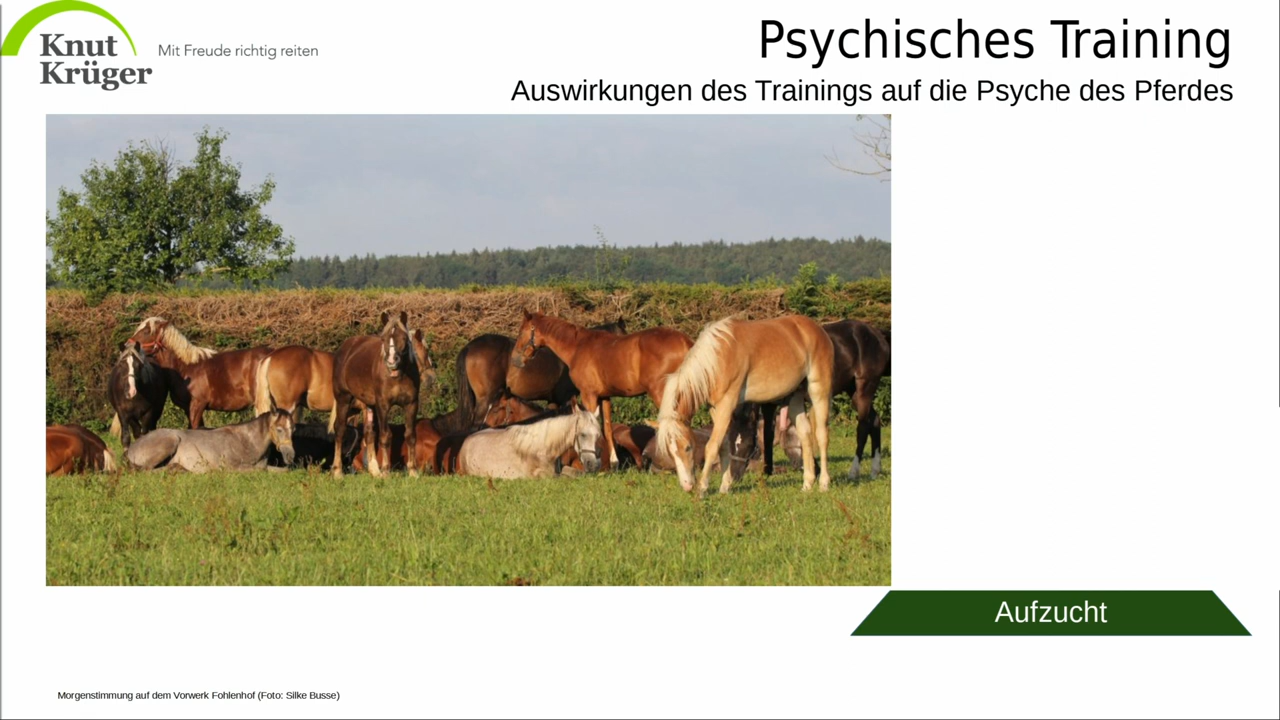 Knut
Krüger
Mit Freude richtig reiten
Psychisches Training
Auswirkungen des Trainings auf die Psyche des Pferdes
Aufzucht
Morgenstimmung auf dem Vorwerk Fohlenhof (Foto: Silke Busse)